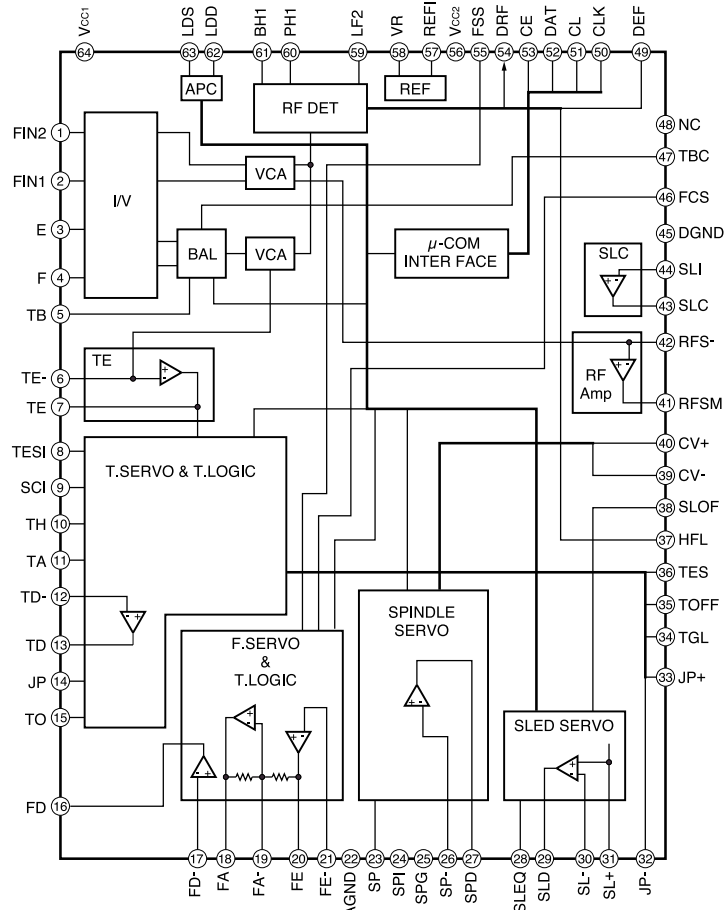 VCC1 LDS LDD BH1 PH1 LF2 VR REFI VCC2 FSS DRF CE DAT CL CLK DEF
64 63 62 61 60 59 58 57 56 55 54 53 52 51 50 49
APC
RF DET
REF
FIN2 1
48 NC
47 TBC
FIN1 2
VCA
46 FCS
I/V
E 3
45 DGND
BAL
VCA
µ-COM
INTER FACE
SLC
F 4
44 SLI
+ -
TB 5
43 SLC
42 RFS-
TE
TE- 6
+ -
+ -
RF
Amp
TE 7
41 RFSM
TESI 8
T.SERVO & T.LOGIC
40 CV+
SCI 9
39 CV-
TH 10
38 SLOF
37 HFL
TA 11
36 TES
TD- 12
- +
SPINDLE
SERVO
35 TOFF
TD 13
F.SERVO
&
T.LOGIC
34 TGL
JP 14
33 JP+
TO 15
+ -
+ -
+ -
SLED SERVO
FD 16
- +
+ -
17 18 19 20 21 22 23 24 25 26 27 28 29 30 31 32
FD- FA FA- FE FE- AGND SP SPI SPG SP- SPD SLEQ SLD SL- SL+ JP-